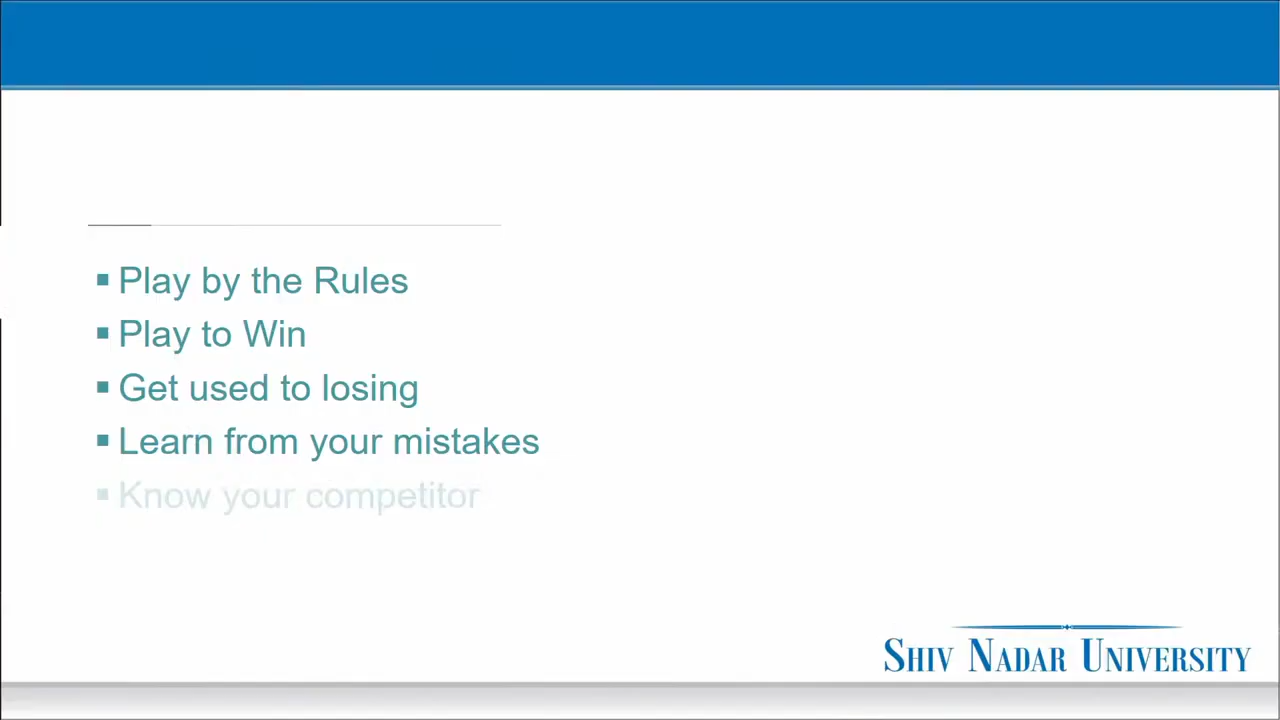 ▪ Play by the Rules
▪ Play to Win
▪ Get used to losing
▪ Learn from your mistakes
▪ Know your competitor
SHIV NADAR UNIVERSITY